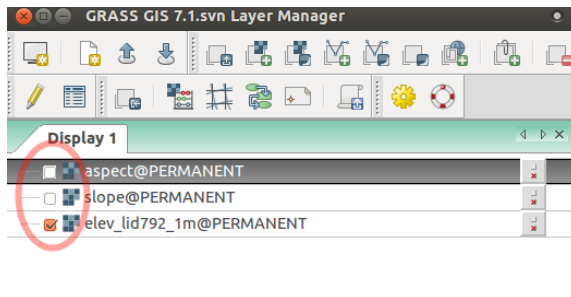 GRASS GIS 7.1.svn Layer Manager
Display 1
aspect@PERMANENT
slope@PERMANENT
elev_lid792_1m@PERMANENT